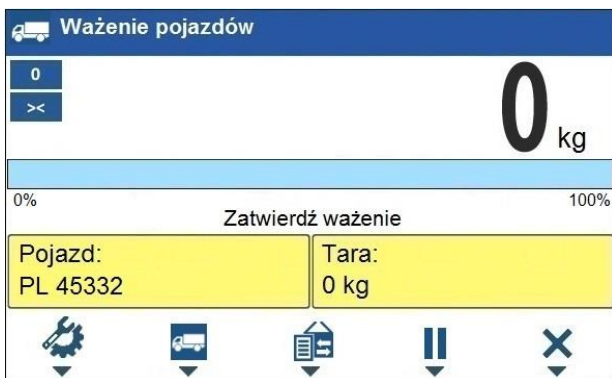 Ważenie pojazdów
0
><
0 kg
0% 100%
Zatwierdź ważenie
Pojazd: Tara:
PL 45332 0 kg